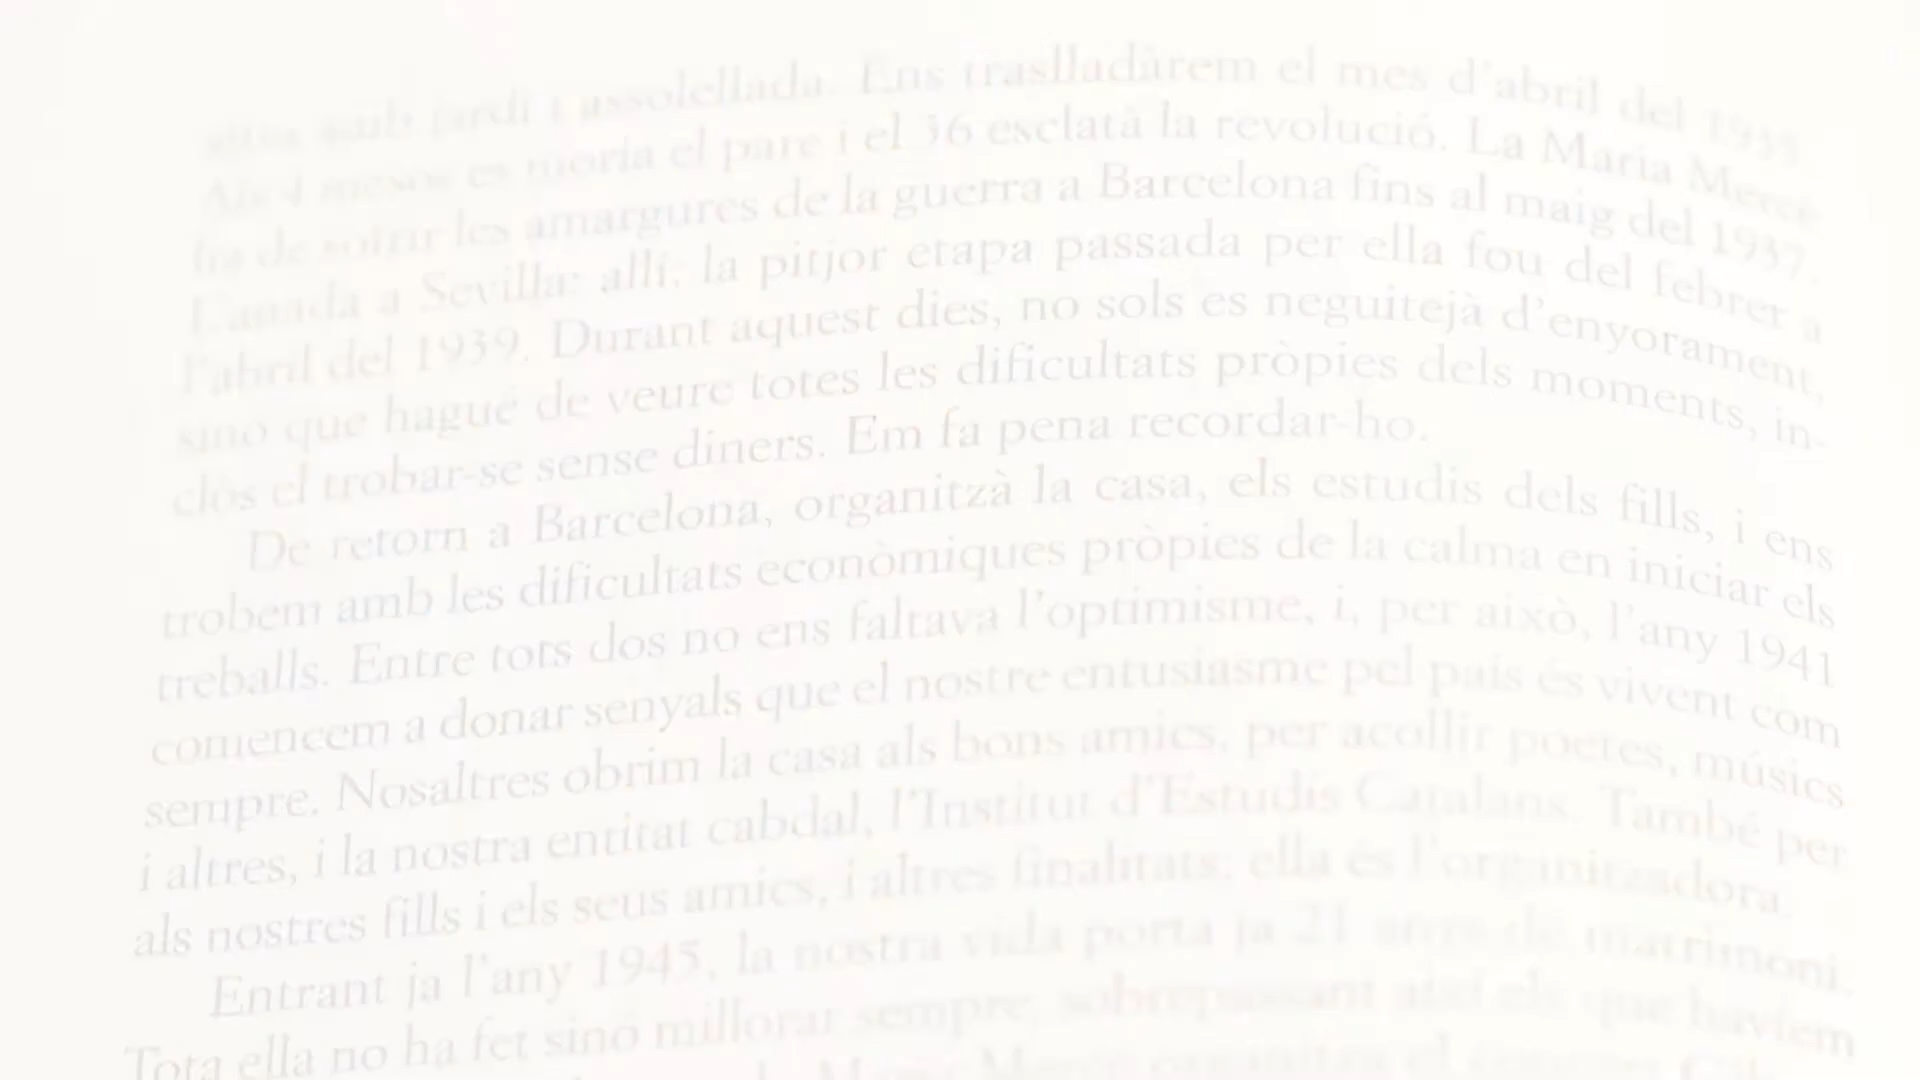 amb jardí i assolellada. Ens traslladàrem el mes d'abril del 1935.
Als 4 mesos es moria el pare i el 36 esclatà la revolució. La Maria Mercè
ha de sofrir les amargures de la guerra a Barcelona fins al maig del 1937.
L'anada a Sevilla: allí, la pitjor etapa passada per ella fou del febrer a
l'abril del 1939. Durant aquest dies, no sols es neguitejà d'enyorament,
sinó que hagué de veure totes les dificultats pròpies dels moments, in-
clòs el trobar-se sense diners. Em fa pena recordar-ho.
De retorn a Barcelona, organitzà la casa, els estudis dels fills, i ens
trobem amb les dificultats econòmiques pròpies de la calma en iniciar els
treballs. Entre tots dos no ens faltava l'optimisme, i, per això, l'any 1941
comencem a donar senyals que el nostre entusiasme pel país és vivent com
sempre. Nosaltres obrim la casa als bons amics, per acollir poetes, músics
i altres, i la nostra entitat cabdal, l'Institut d'Estudis Catalans. També per
als nostres fills i els seus amics, i altres finalitats; ella és l'organitzadora.
Entrant ja l'any 1945, la nostra vida porta ja 21 anys de matrimoni.
Tota ella no ha fet sinó millorar sempre, sobrepassant així els que havíem